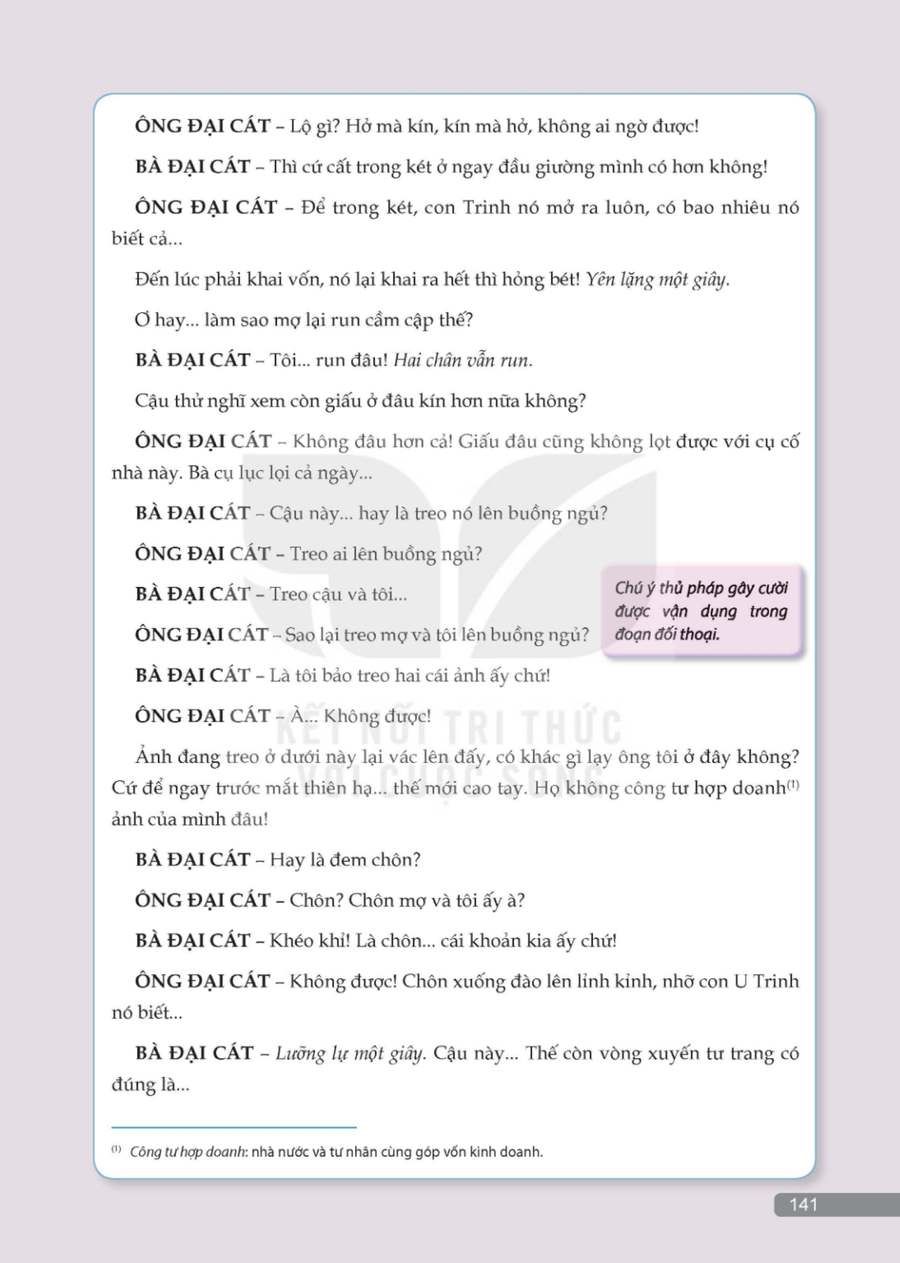 ÔNG ĐẠI CÁT – Lộ gì? Hở mà kín, kín mà hở, không ai ngờ được!
BÀ ĐẠI CÁT – Thì cứ cất trong két ở ngay đầu giường mình có hơn không!
ÔNG ĐẠI CÁT – Để trong két, con Trinh nó mở ra luôn, có bao nhiêu nó
biết cả...
Đến lúc phải khai vốn, nó lại khai ra hết thì hỏng bét! Yên lặng một giây.
Ơ hay... làm sao mợ lại run cầm cập thế?
BÀ ĐẠI CÁT – Tôi... run đâu! Hai chân vẫn run.
Cậu thử nghĩ xem còn giấu ở đâu kín hơn nữa không?
ÔNG ĐẠI CÁT – Không đâu hơn cả! Giấu đâu cũng không lọt được với cụ cố
nhà này. Bà cụ lục lọi cả ngày...
BÀ ĐẠI CÁT – Cậu này... hay là treo nó lên buồng ngủ?
ÔNG ĐẠI CÁT – Treo ai lên buồng ngủ?
BÀ ĐẠI CÁT – Treo cậu và tôi...
ÔNG ĐẠI CÁT – Sao lại treo mợ và tôi lên buồng ngủ?
Chú ý thủ pháp gây cười
được vận dụng trong
đoạn đối thoại.
BÀ ĐẠI CÁT – Là tôi bảo treo hai cái ảnh ấy chứ!
ÔNG ĐẠI CÁT – À... Không được!
Ảnh đang treo ở dưới này lại vác lên đấy, có khác gì lạy ông tôi ở đây không?
Cứ để ngay trước mắt thiên hạ... thế mới cao tay. Họ không công tư hợp doanh(1)
ảnh của mình đâu!
BÀ ĐẠI CÁT – Hay là đem chôn?
ÔNG ĐẠI CÁT – Chôn? Chôn mợ và tôi ấy à?
BÀ ĐẠI CÁT – Khéo khỉ! Là chôn... cái khoản kia ấy chứ!
ÔNG ĐẠI CÁT – Không được! Chôn xuống đào lên lỉnh kỉnh, nhỡ con U Trinh
nó biết...
BÀ ĐẠI CÁT – Lưỡng lự một giây. Cậu này... Thế còn vòng xuyến tư trang có
đúng là...
(1) Công tư hợp doanh: nhà nước và tư nhân cùng góp vốn kinh doanh.
141
KẾT NỐI TRI THỨC
VỚI CUỘC SỐNG